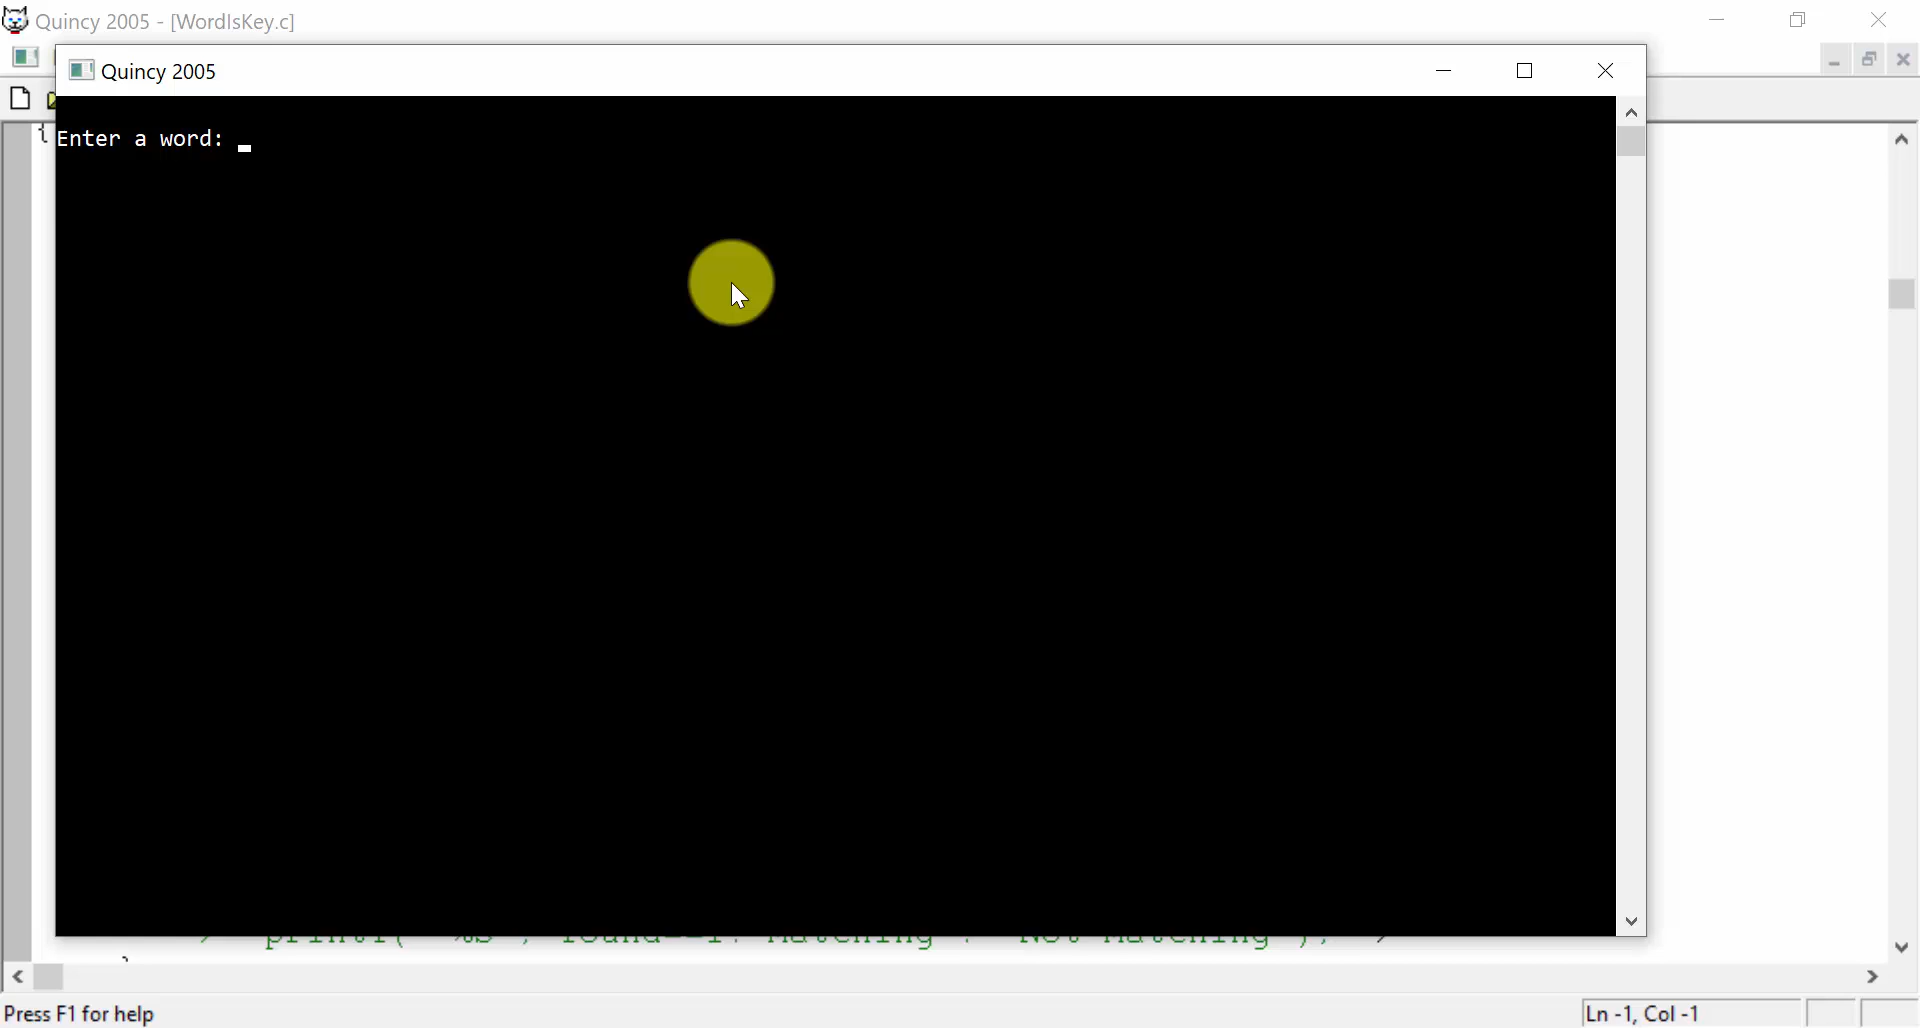 Quincy 2005 - [WordIsKey.c]
Quincy 2005
Enter a word:
{
printf( %s , found==1? Matching : Not Matching );
Press F1 for help
Ln -1, Col -1